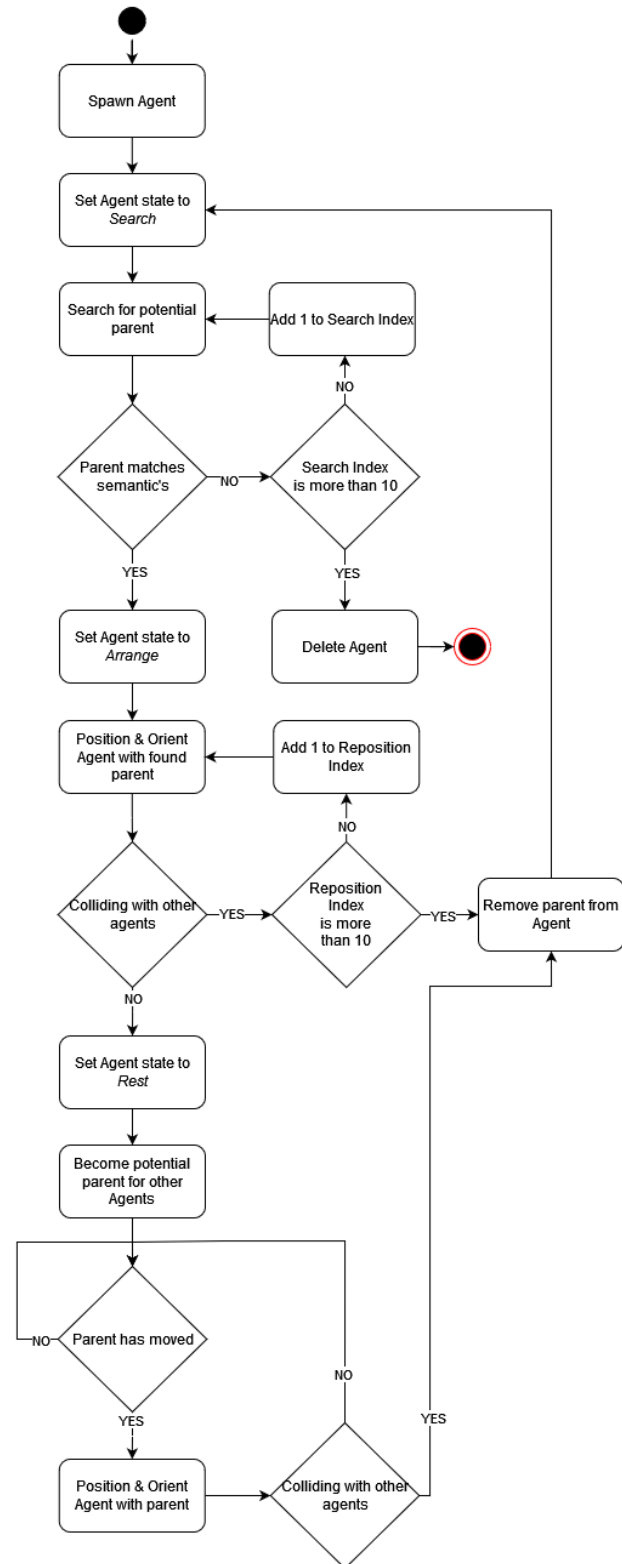 Spawn Agent
Set Agent state to
Search
Search for potential
parent
Add 1 to Search Index
NO
Parent matches
semantic's
NO
Search Index
is more than 10
YES
YES
Set Agent state to
Arrange
Delete Agent
Position & Orient
Agent with found
parent
Add 1 to Reposition
Index
NO
Colliding with other
agents
YES
Reposition
Index
is more
than 10
YES
Remove parent from
Agent
NO
Set Agent state to
Rest
Become potential
parent for other
Agents
NO
Parent has moved
NO
YES
YES
Position & Orient
Agent with parent
Colliding with other
agents